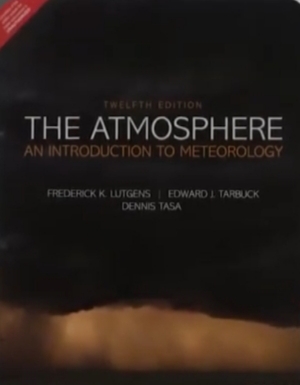 TWELFTH EDITION
THE ATMOSPHERE
AN INTRODUCTION TO METEOROLOGY
FREDERICK K. LUTGENS | EDWARD J. TARBUCK
DENNIS TASA